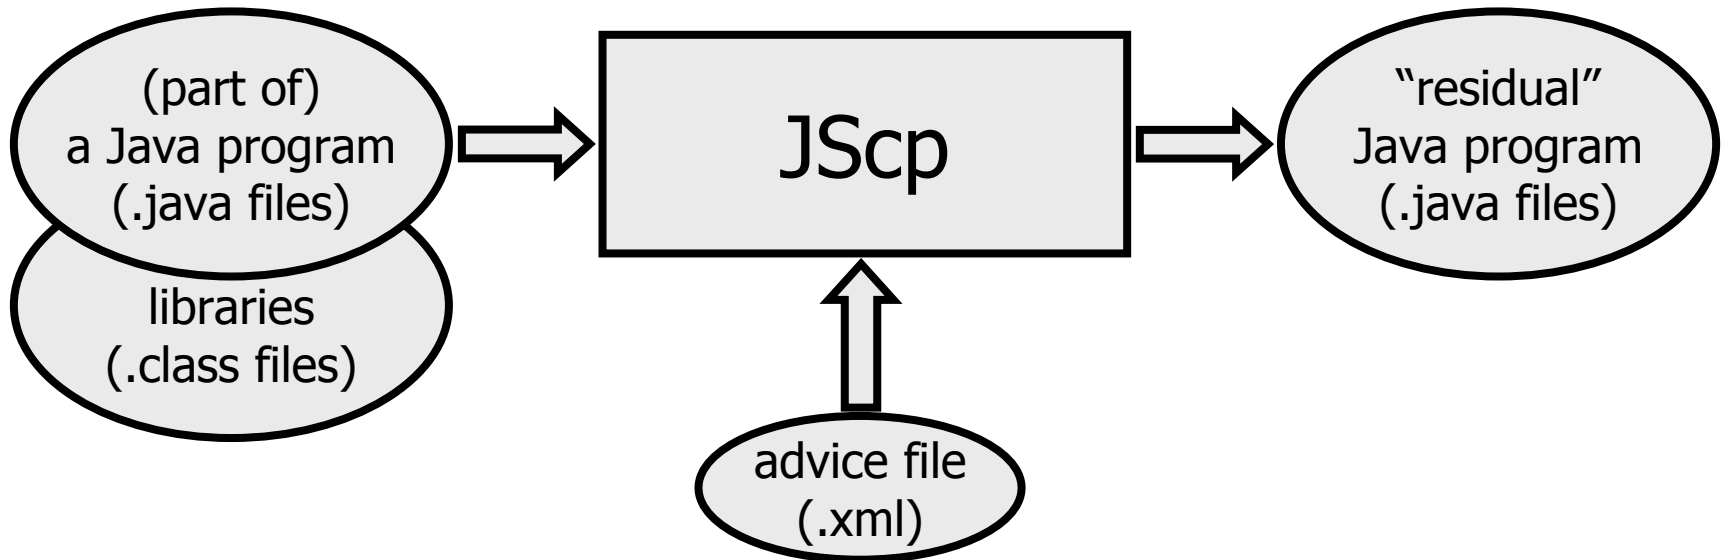 (part of)
a Java program
(.java files)
libraries
(.class files)
JScp
advice file
(.xml)
“residual”
Java program
(.java files)